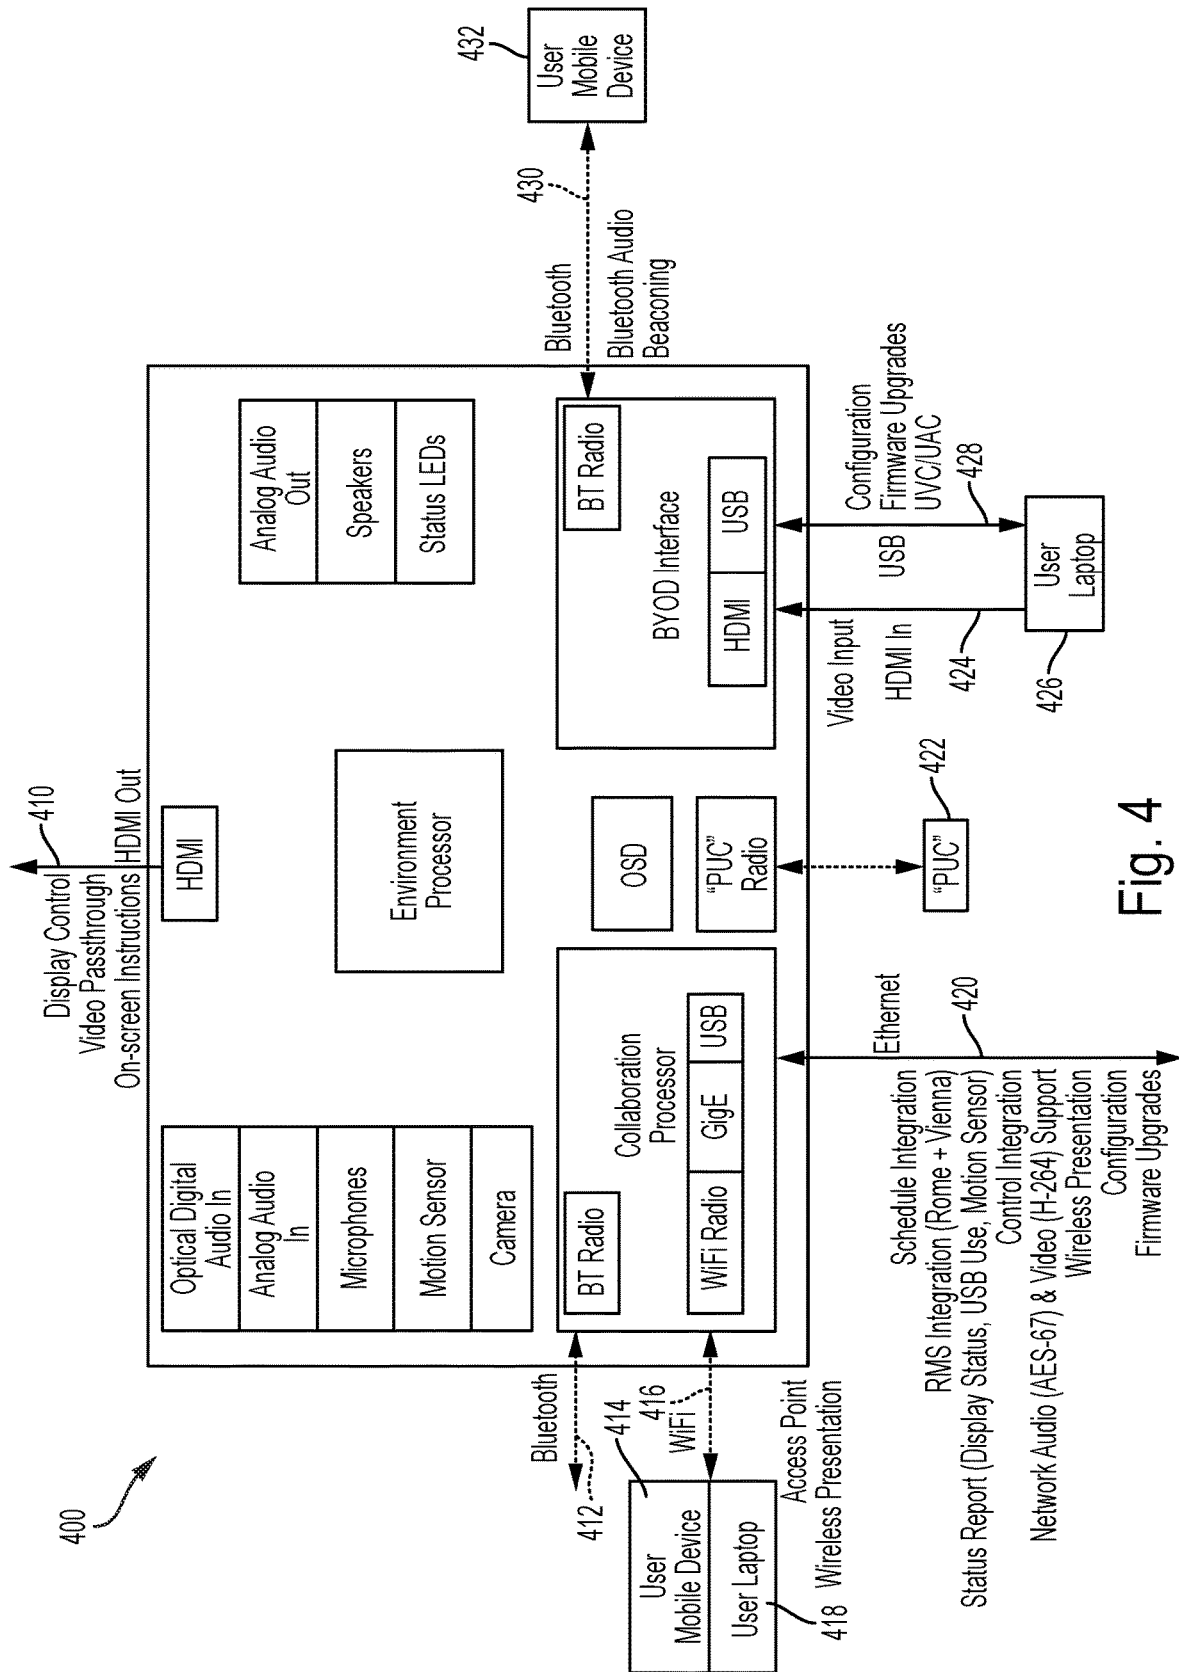 400
410
Display Control
Video Passthrough
On-screen Instructions
HDMI Out
HDMI
Optical Digital
Audio In
Analog Audio
In
Microphones
Motion Sensor
Camera
Environment
Processor
Analog Audio
Out
Speakers
Status LEDs
Collaboration
Processor
BT Radio
WiFi Radio
GigE
USB
OSD
"PUC"
Radio
BYOD Interface
BT Radio
HDMI
USB
Bluetooth
412
414
416
WiFi
User
Mobile Device
User Laptop
418
Access Point
Wireless Presentation
Ethernet
420
Schedule Integration
RMS Integration (Rome + Vienna)
Status Report (Display Status, USB Use, Motion Sensor)
Control Integration
Network Audio (AES-67) & Video (H-264) Support
Wireless Presentation
Configuration
Firmware Upgrades
"PUC"
422
Video Input
HDMI In
424
User
Laptop
426
USB
Configuration
Firmware Upgrades
UVC/UAC
428
Bluetooth
Bluetooth Audio
Beaconing
430
User
Mobile
Device
432
Fig. 4